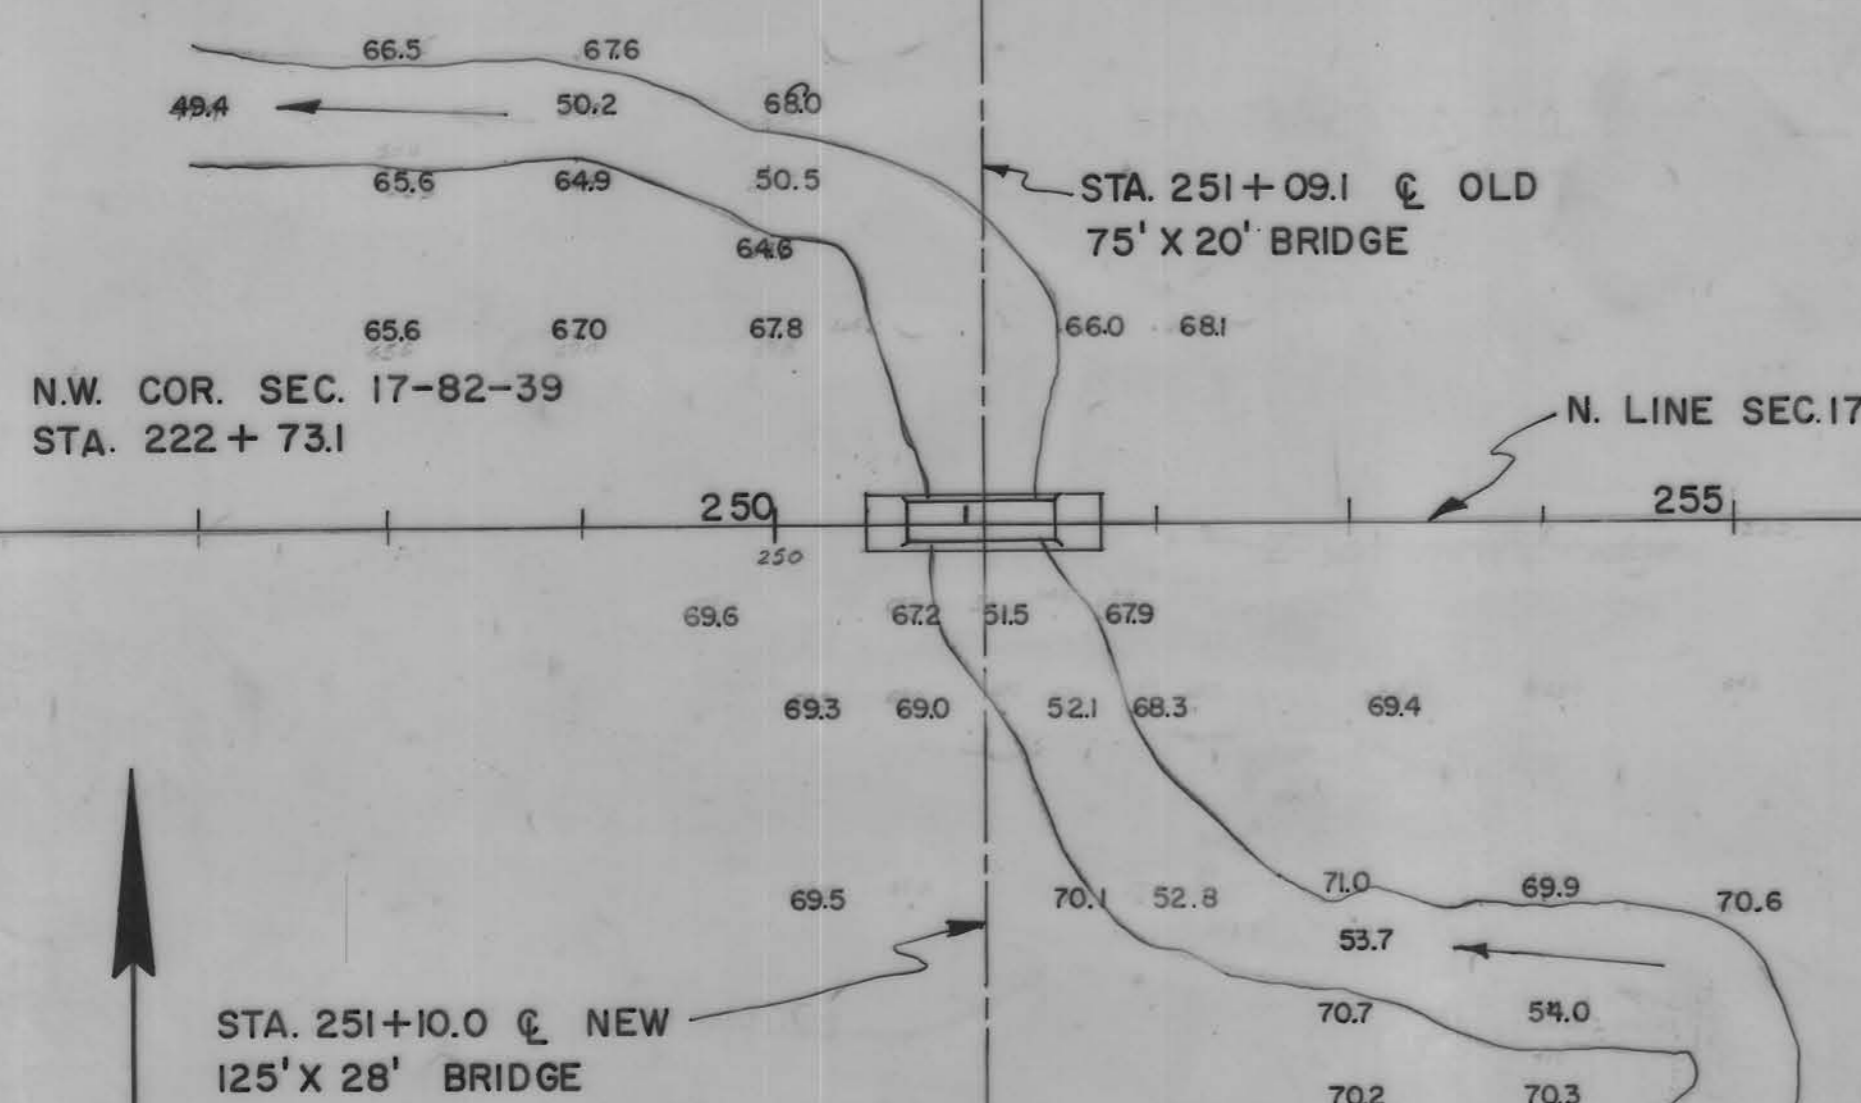 66.5 67.6
49.4 50.2 68.0
65.6 64.9 50.5
STA. 251+09.1 ℄ OLD
75' X 20' BRIDGE
64.6
65.6 67.0 67.8 66.0 68.1
N.W. COR. SEC. 17-82-39
STA. 222+73.1
N. LINE SEC. 17
250 255
250
69.6 67.2 51.5 67.9
69.3 69.0 52.1 68.3 69.4
69.5 70.1 52.8 71.0 69.9 70.6
53.7
STA. 251+10.0 ℄ NEW
125' X 28' BRIDGE
70.7 54.0
70.2 70.3